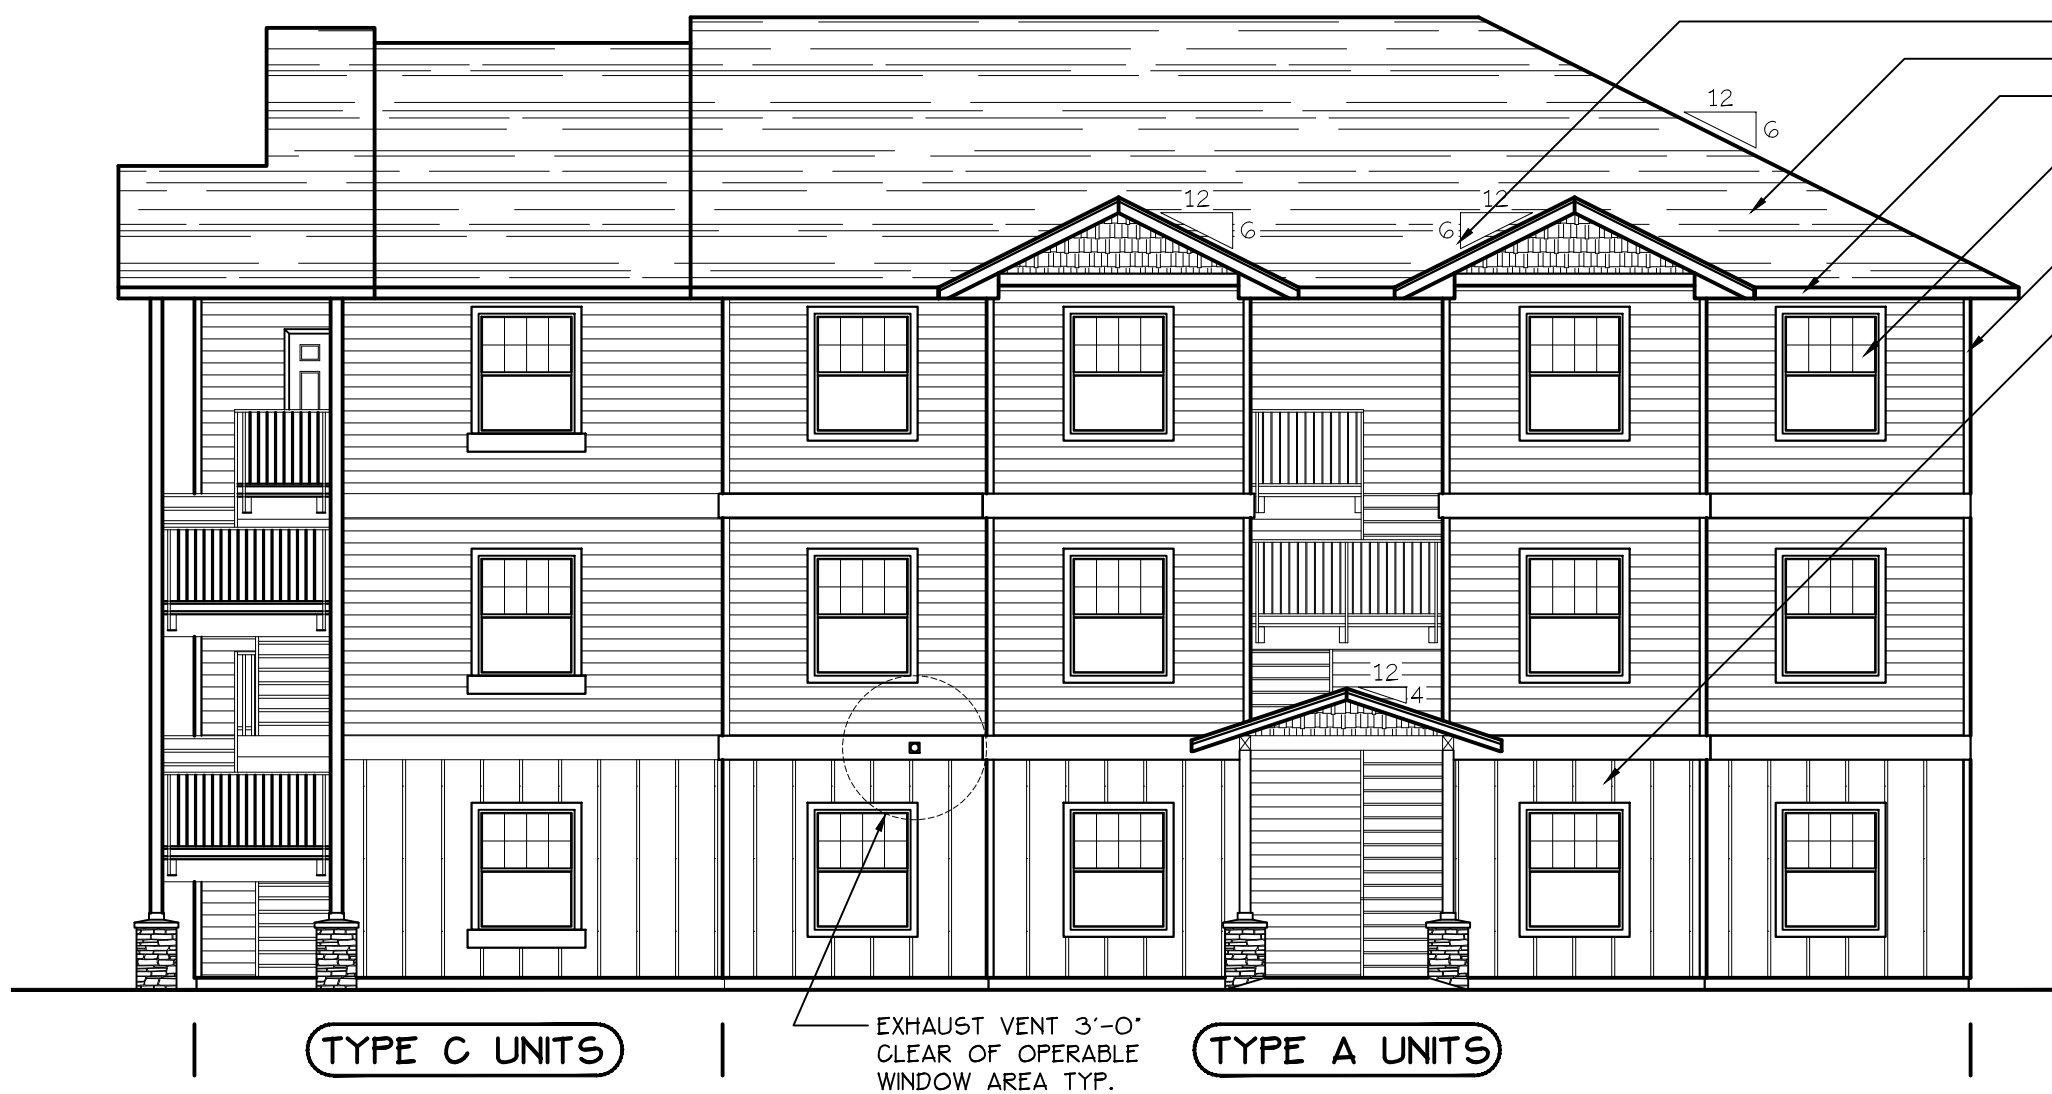 12
6
12
6
12
6
12
4
EXHAUST VENT 3'-0"
CLEAR OF OPERABLE
WINDOW AREA TYP.
TYPE C UNITS
TYPE A UNITS